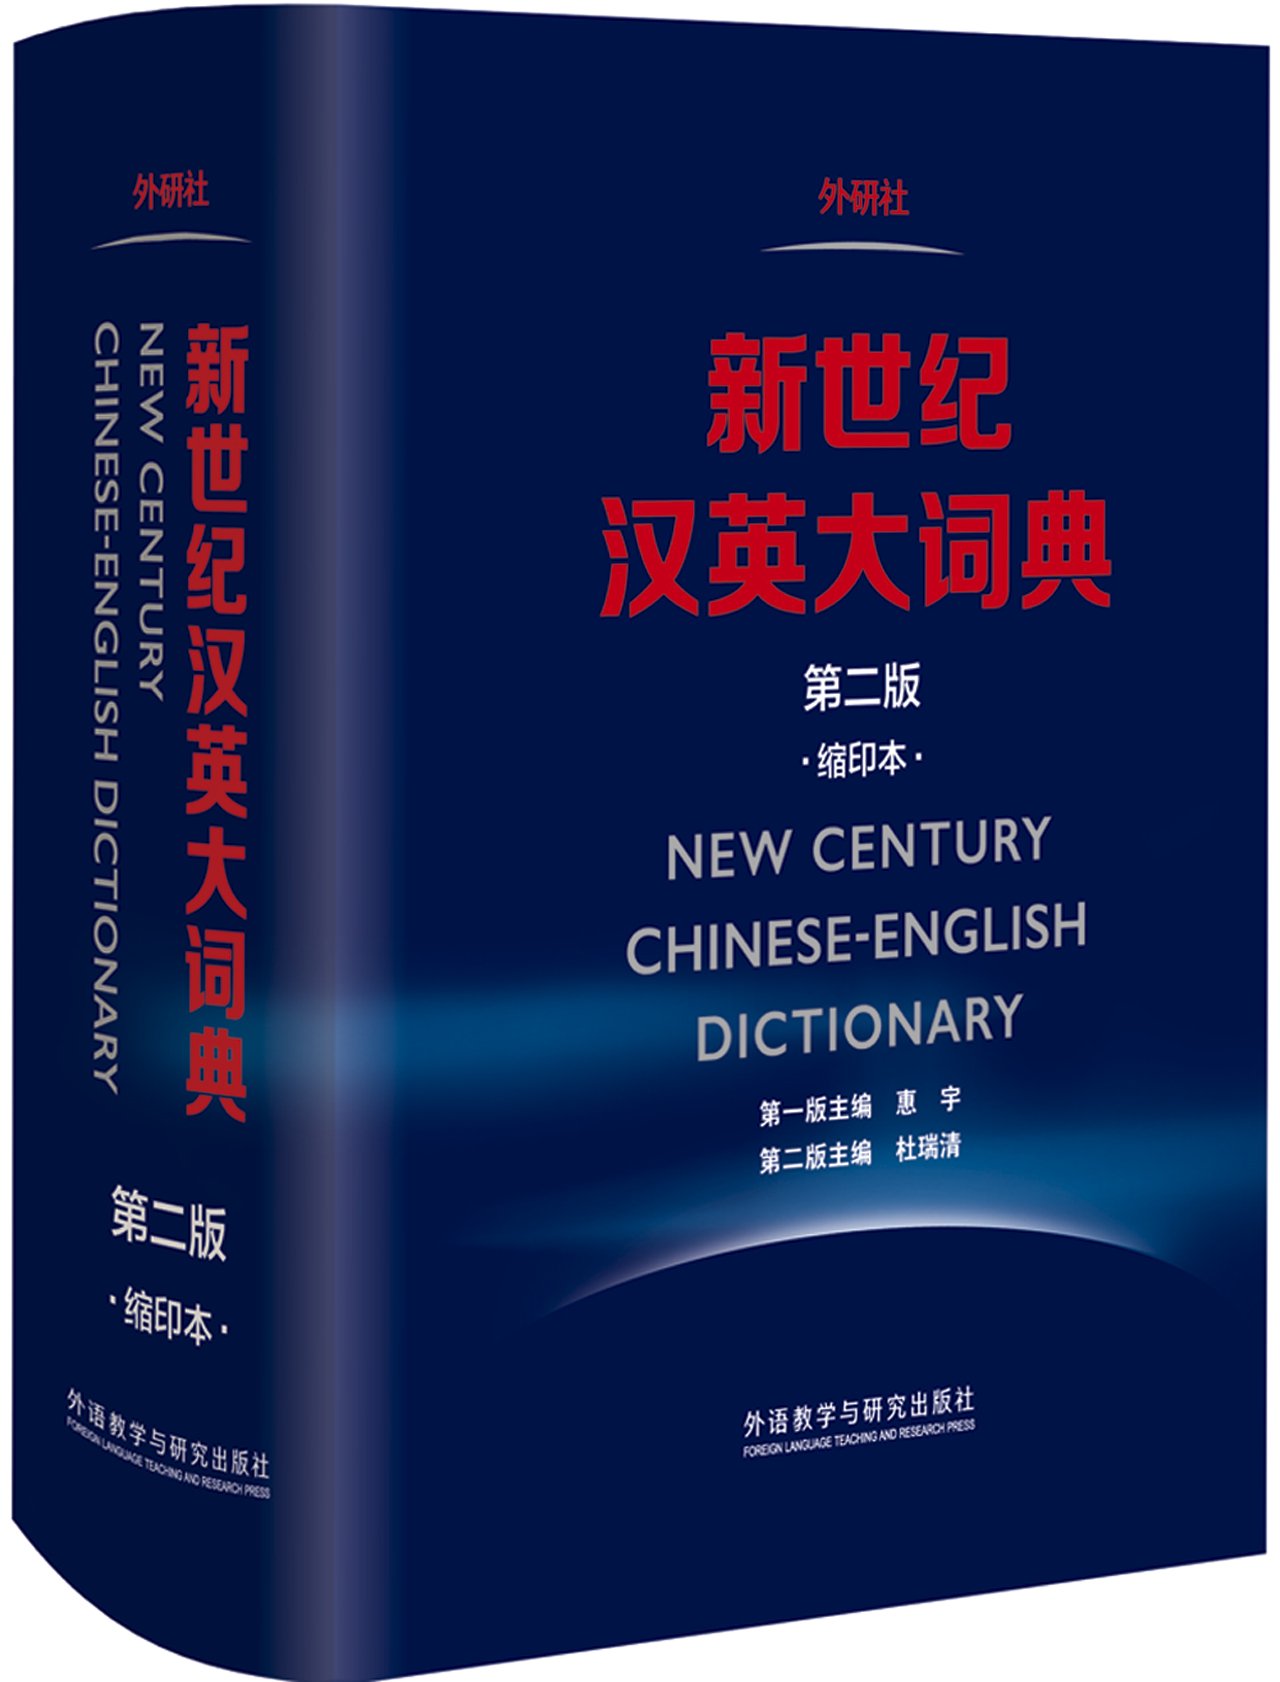 外研社
新世纪汉英大词典
NEW CENTURY
CHINESE-ENGLISH DICTIONARY
第二版
·缩印本·
外语教学与研究出版社
FOREIGN LANGUAGE TEACHING AND RESEARCH PRESS
外研社
新世纪
汉英大词典
第二版
·缩印本·
NEW CENTURY
CHINESE-ENGLISH
DICTIONARY
第一版主编 惠 宇
第二版主编 杜瑞清
外语教学与研究出版社
FOREIGN LANGUAGE TEACHING AND RESEARCH PRESS